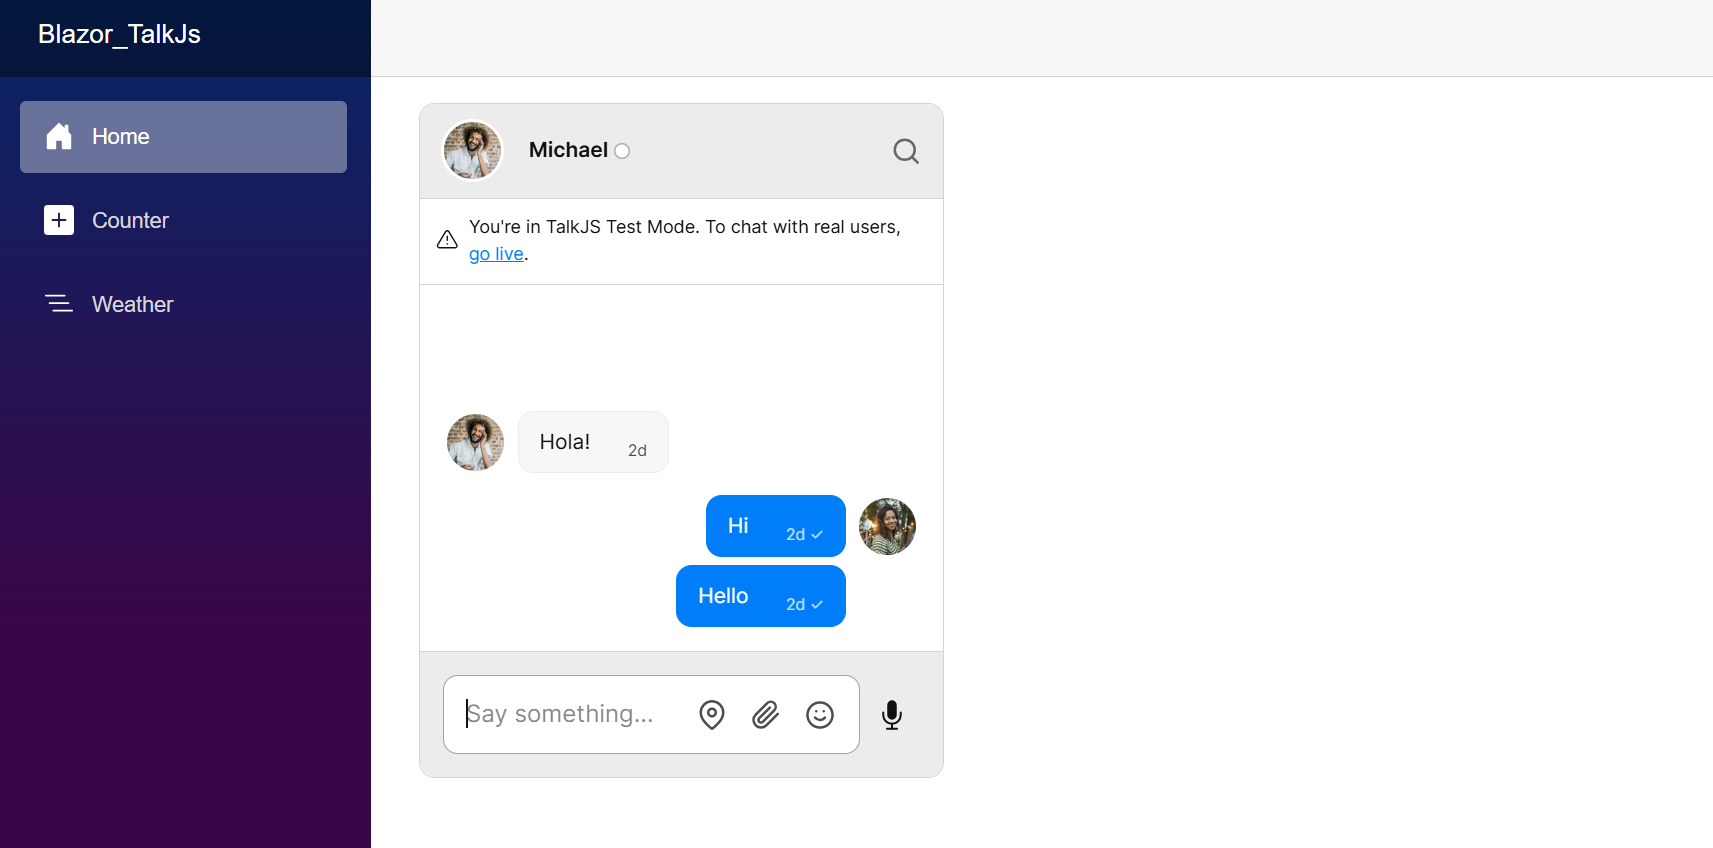 Blazor_TalkJs
Home
Counter
Weather
Michael
You're in TalkJS Test Mode. To chat with real users,
go live.
Hola! 2d
Hi 2d
Hello 2d
Say something...